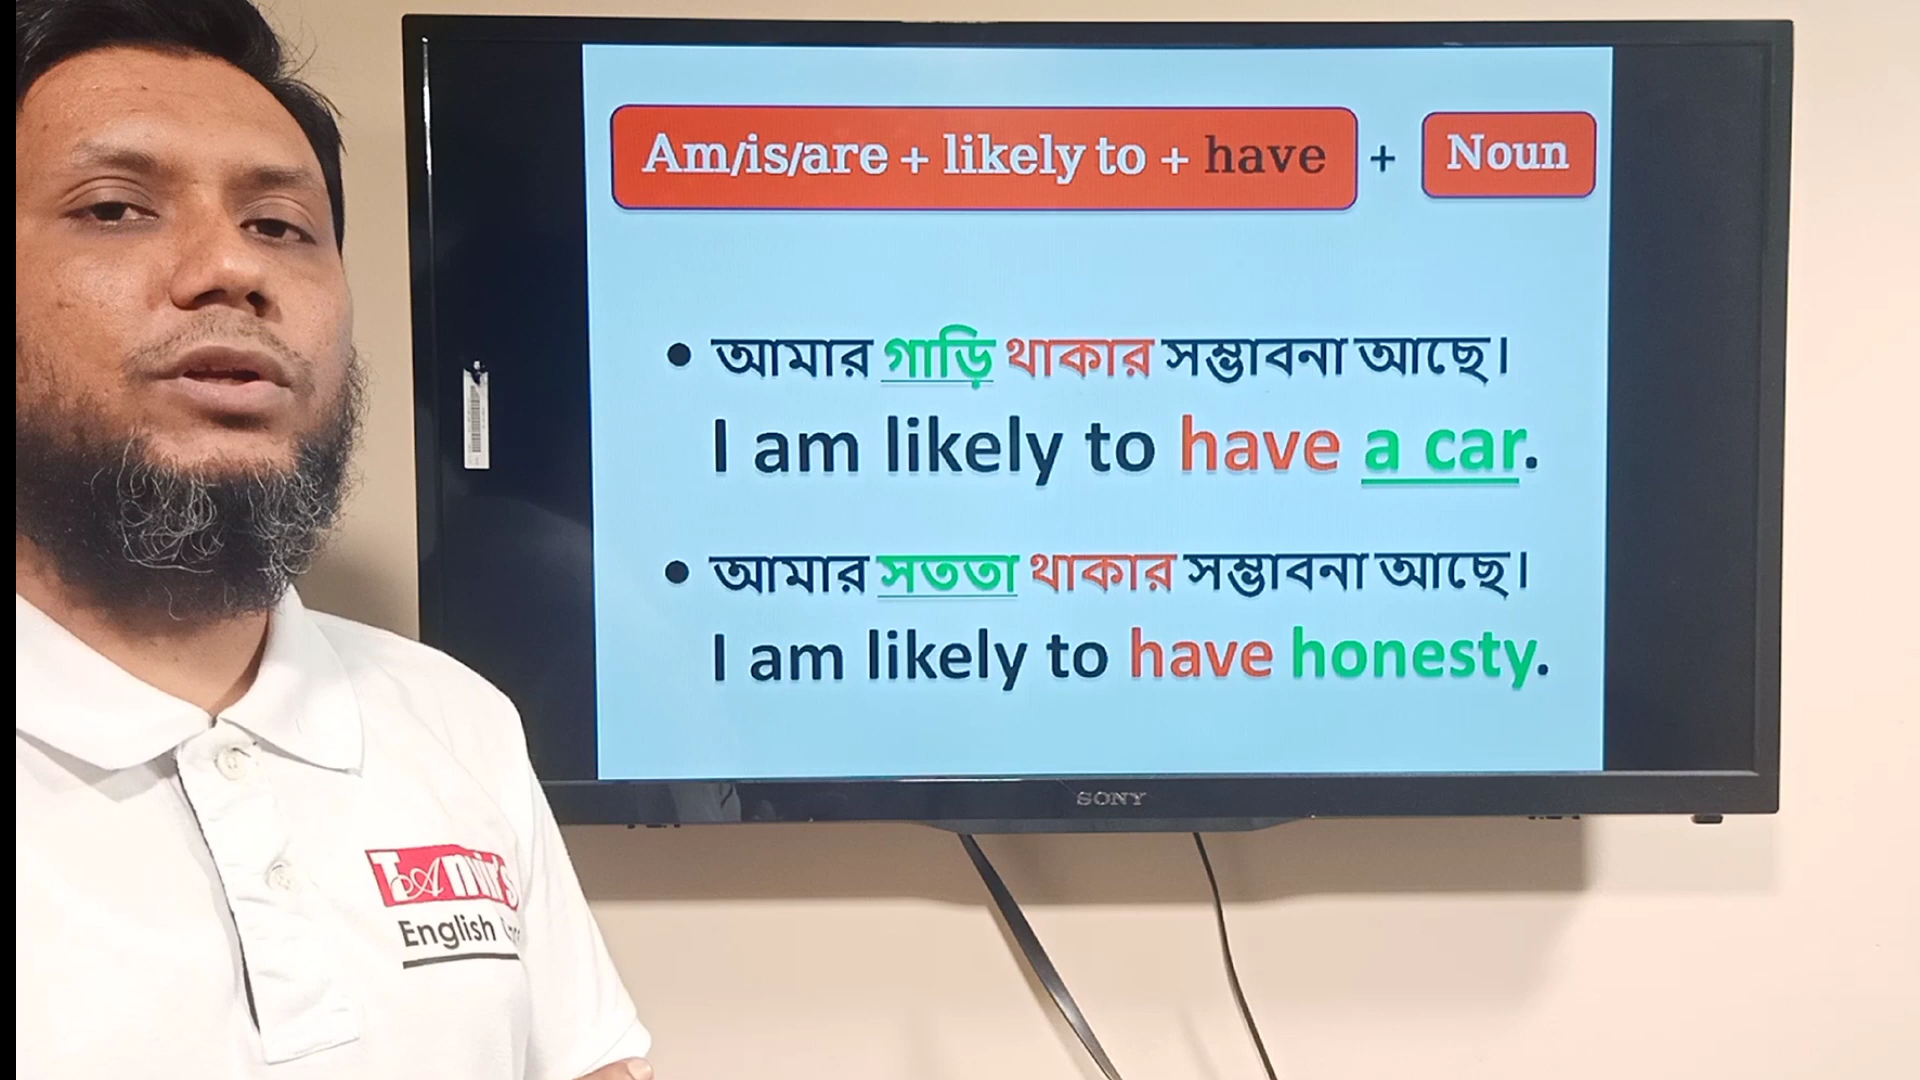 Am/is/are + likely to + have + Noun
• আমার গাড়ি থাকার সম্ভাবনা আছে।
I am likely to have a car.
• আমার সততা থাকার সম্ভাবনা আছে।
I am likely to have honesty.
SONY
Tanvir's
English